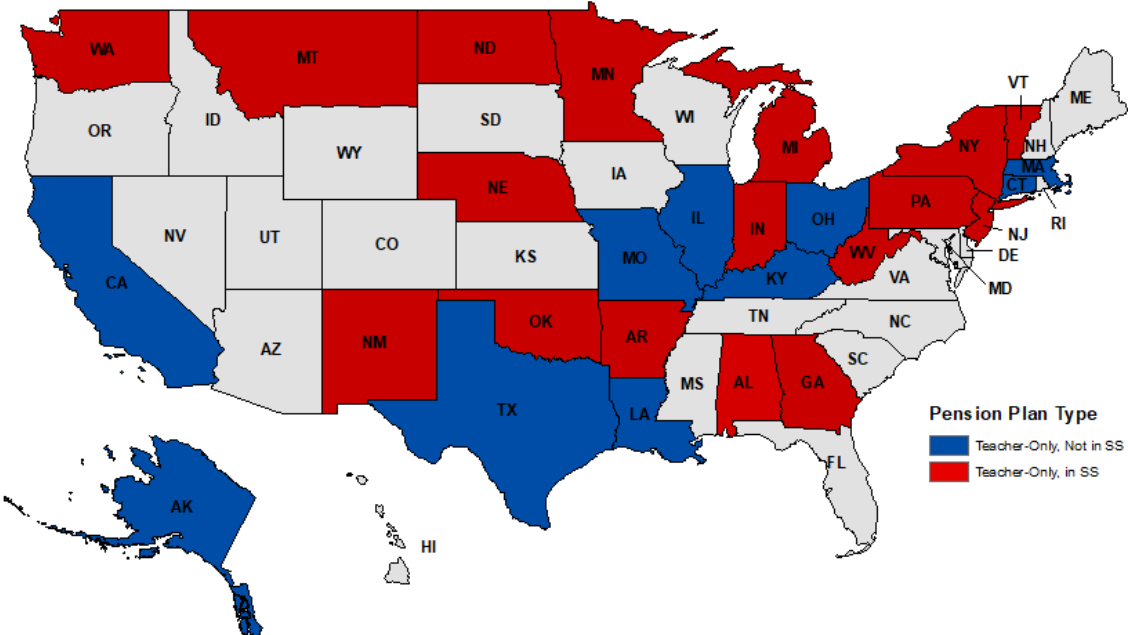 WA
MT
ND
MN
VT
ME
OR
ID
SD
WI
NY
NH
WY
MI
MA
IA
CT
NE
PA
RI
NV
UT
IL
IN
OH
NJ
CO
KS
MO
WV
DE
CA
KY
VA
MD
TN
NC
AZ
NM
OK
AR
SC
MS
AL
GA
TX
LA
Pension Plan Type
Teacher-Only, Not in SS
FL
Teacher-Only, in SS
AK
HI